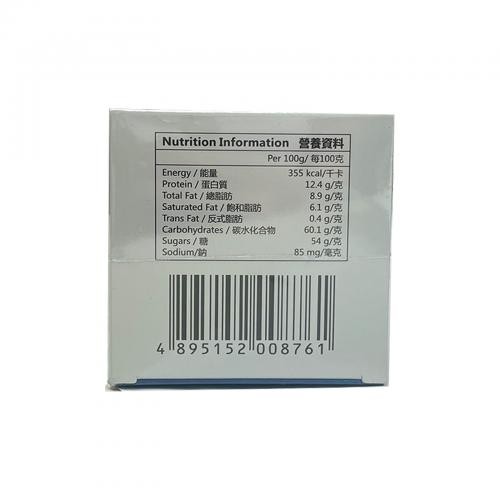 Nutrition Information 營養資料
Per 100g/ 每100克
Energy / 能量 355 kcal/千卡
Protein / 蛋白質 12.4 g/克
Total Fat / 總脂肪 8.9 g/克
Saturated Fat / 飽和脂肪 6.1 g/克
Trans Fat / 反式脂肪 0.4 g/克
Carbohydrates / 碳水化合物 60.1 g/克
Sugars / 糖 54 g/克
Sodium/鈉 85 mg/毫克
4 895152 008761